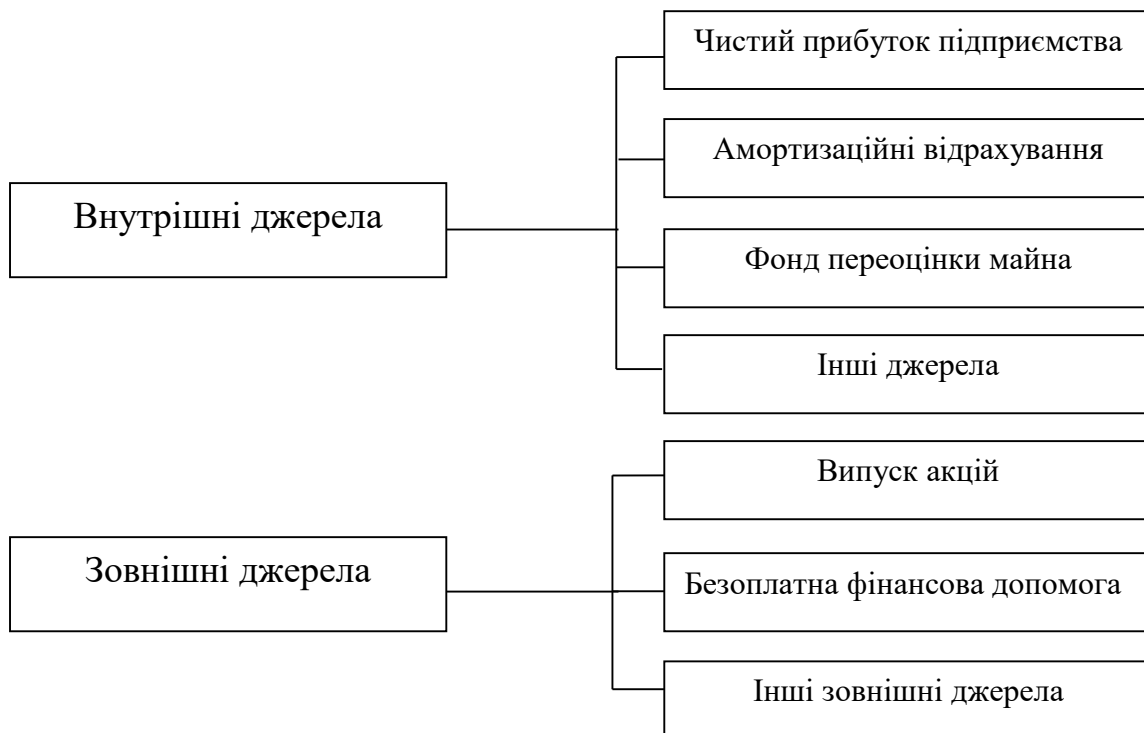 Внутрішні джерела
Чистий прибуток підприємства
Амортизаційні відрахування
Фонд переоцінки майна
Інші джерела
Зовнішні джерела
Випуск акцій
Безоплатна фінансова допомога
Інші зовнішні джерела